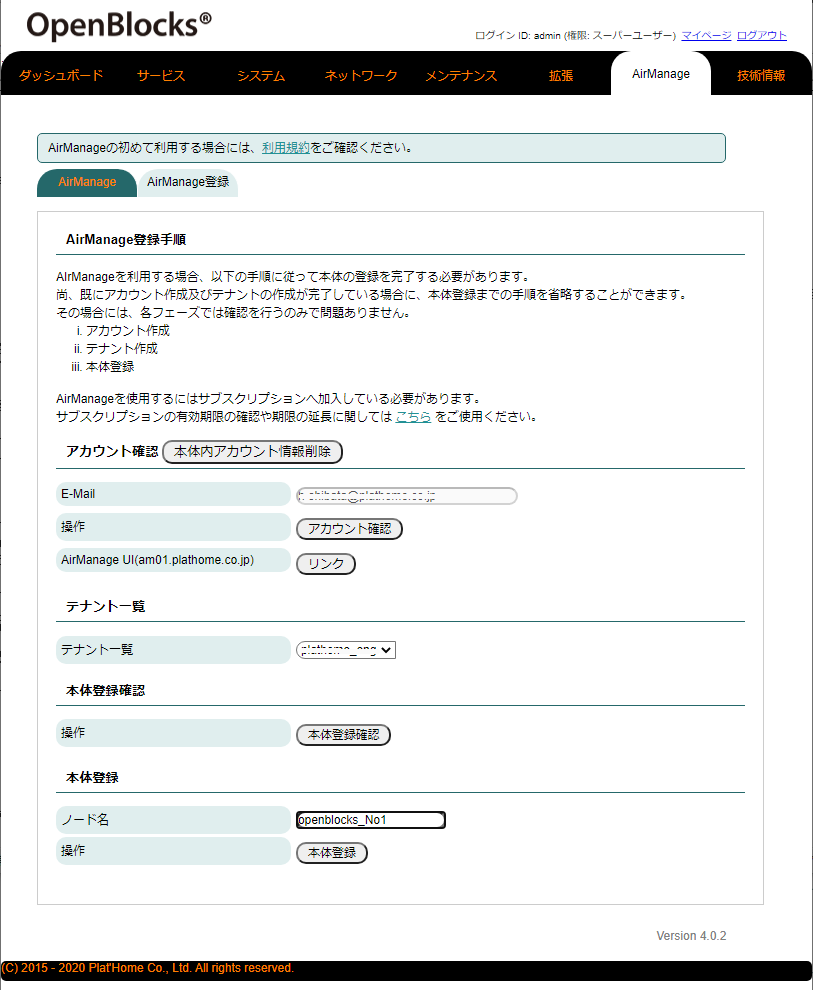 OpenBlocks®
ログイン ID: admin (権限: スーパーユーザー) マイページ ログアウト
ダッシュボード サービス システム ネットワーク メンテナンス 拡張 AirManage 技術情報
AirManageの初めて利用する場合には、利用規約をご確認ください。
AirManage AirManage登録
AirManage登録手順
AIrManageを利用する場合、以下の手順に従って本体の登録を完了する必要があります。
尚、既にアカウント作成及びテナントの作成が完了している場合に、本体登録までの手順を省略することができます。
その場合には、各フェーズでは確認を行うのみで問題ありません。
i. アカウント作成
ii. テナント作成
iii. 本体登録
AirManageを使用するにはサブスクリプションへ加入している必要があります。
サブスクリプションの有効期限の確認や期限の延長に関しては こちら をご使用ください。
アカウント確認 本体内アカウント情報削除
E-Mail
操作 アカウント確認
AirManage UI(am01.plathome.co.jp) リンク
テナント一覧
テナント一覧
本体登録確認
操作 本体登録確認
本体登録
ノード名 openblocks_No1
操作 本体登録
Version 4.0.2
(C) 2015 - 2020 Plat'Home Co., Ltd. All rights reserved.